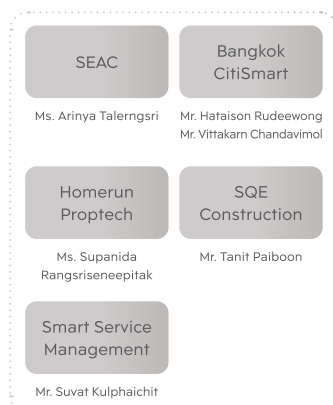 SEAC
Ms. Arinya Talerngsri
Bangkok
CitiSmart
Mr. Hataison Rudeewong
Mr. Vittakarn Chandavimol
Homerun
Proptech
Ms. Supanida
Rangsriseneepitak
SQE
Construction
Mr. Tanit Paiboon
Smart Service
Management
Mr. Suvat Kulphaichit